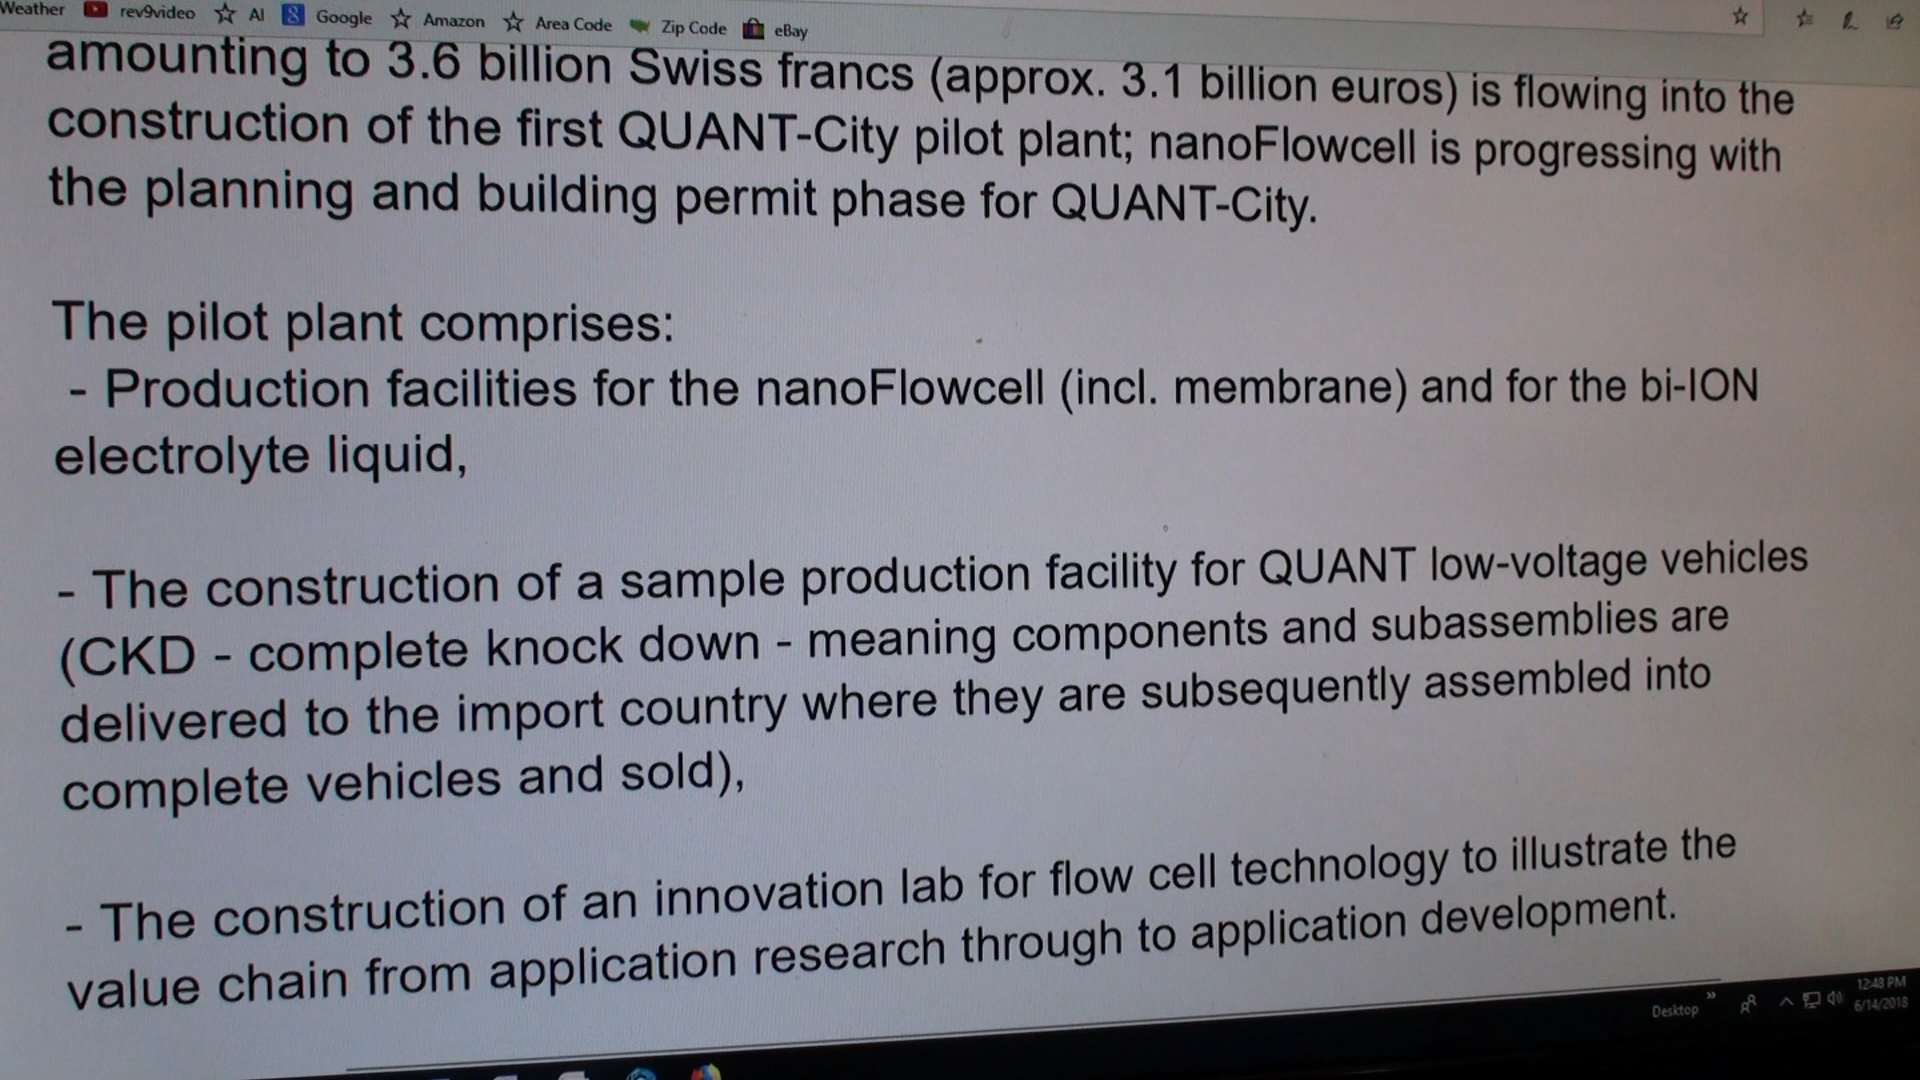 Weather rev9video AI Google Amazon Area Code Zip Code eBay
amounting to 3.6 billion Swiss francs (approx. 3.1 billion euros) is flowing into the
construction of the first QUANT-City pilot plant; nanoFlowcell is progressing with
the planning and building permit phase for QUANT-City.
The pilot plant comprises:
- Production facilities for the nanoFlowcell (incl. membrane) and for the bi-ION
electrolyte liquid,
- The construction of a sample production facility for QUANT low-voltage vehicles
(CKD - complete knock down - meaning components and subassemblies are
delivered to the import country where they are subsequently assembled into
complete vehicles and sold),
- The construction of an innovation lab for flow cell technology to illustrate the
value chain from application research through to application development.
Desktop
12:43 PM
6/14/2018